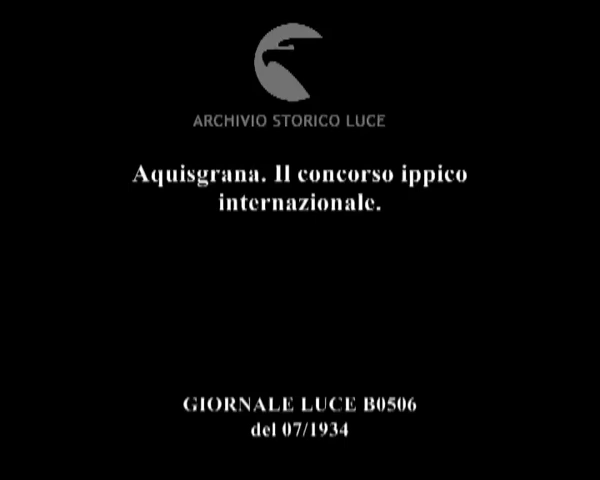 ARCHIVIO STORICO LUCE
Aquisgrana. Il concorso ippico
internazionale.
GIORNALE LUCE B0506
del 07/1934